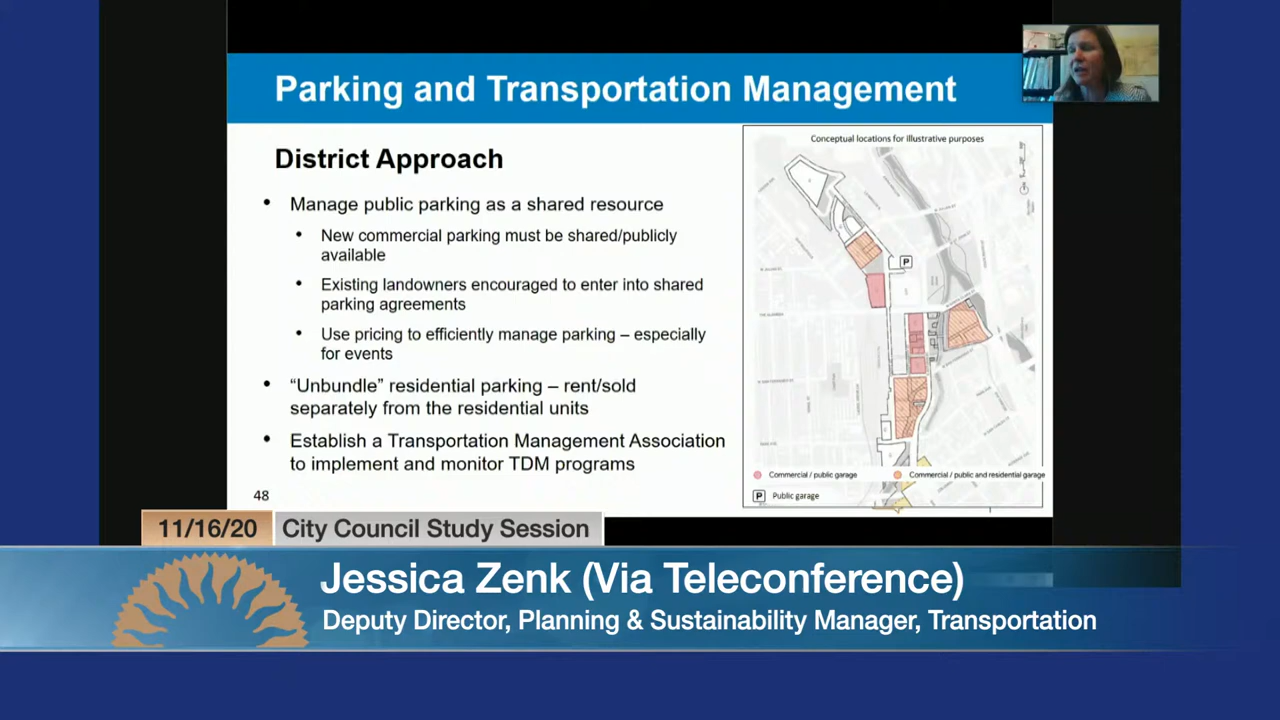 Parking and Transportation Management
District Approach
• Manage public parking as a shared resource
• New commercial parking must be shared/publicly
available
• Existing landowners encouraged to enter into shared
parking agreements
• Use pricing to efficiently manage parking – especially
for events
• “Unbundle” residential parking – rent/sold
separately from the residential units
• Establish a Transportation Management Association
to implement and monitor TDM programs
48
Conceptual locations for illustrative purposes
P
Commercial / public garage
Commercial / public and residential garage
P Public garage
11/16/20 City Council Study Session
Jessica Zenk (Via Teleconference)
Deputy Director, Planning & Sustainability Manager, Transportation